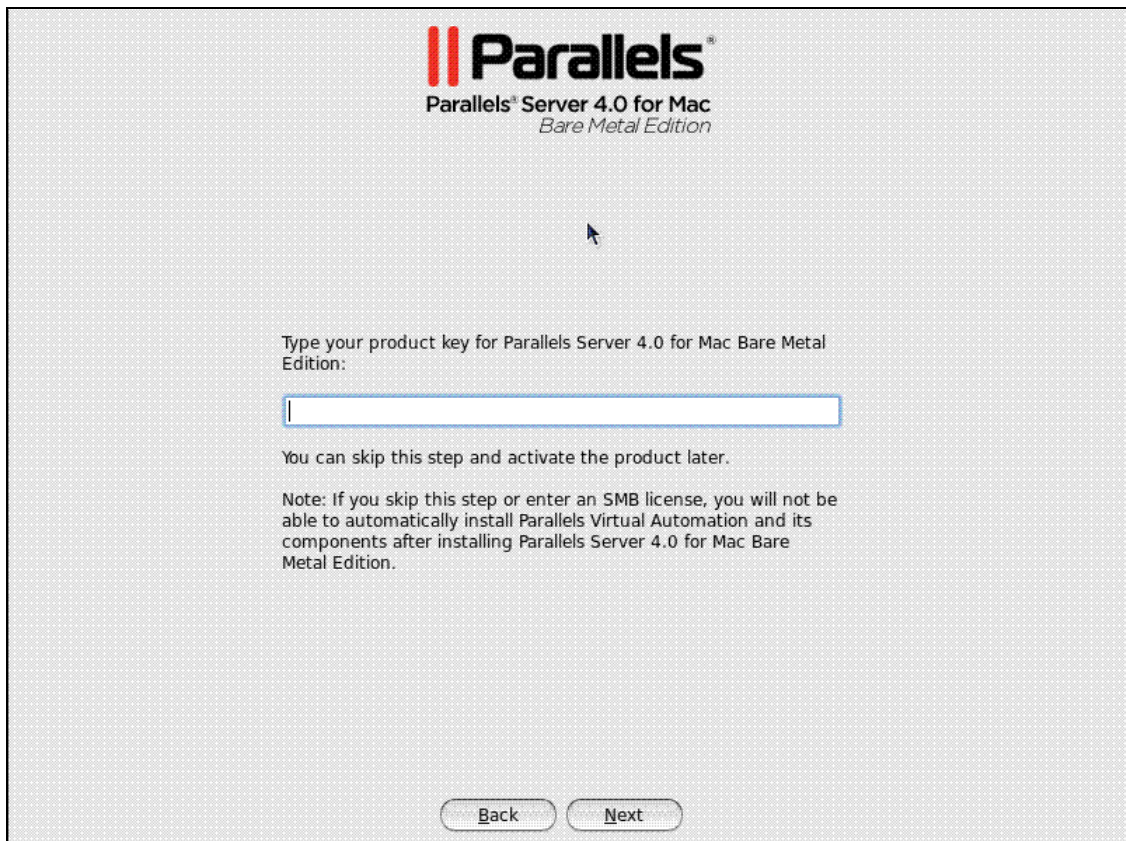 Parallels®
Parallels® Server 4.0 for Mac
Bare Metal Edition
Type your product key for Parallels Server 4.0 for Mac Bare Metal
Edition:
You can skip this step and activate the product later.
Note: If you skip this step or enter an SMB license, you will not be
able to automatically install Parallels Virtual Automation and its
components after installing Parallels Server 4.0 for Mac Bare
Metal Edition.
Back
Next